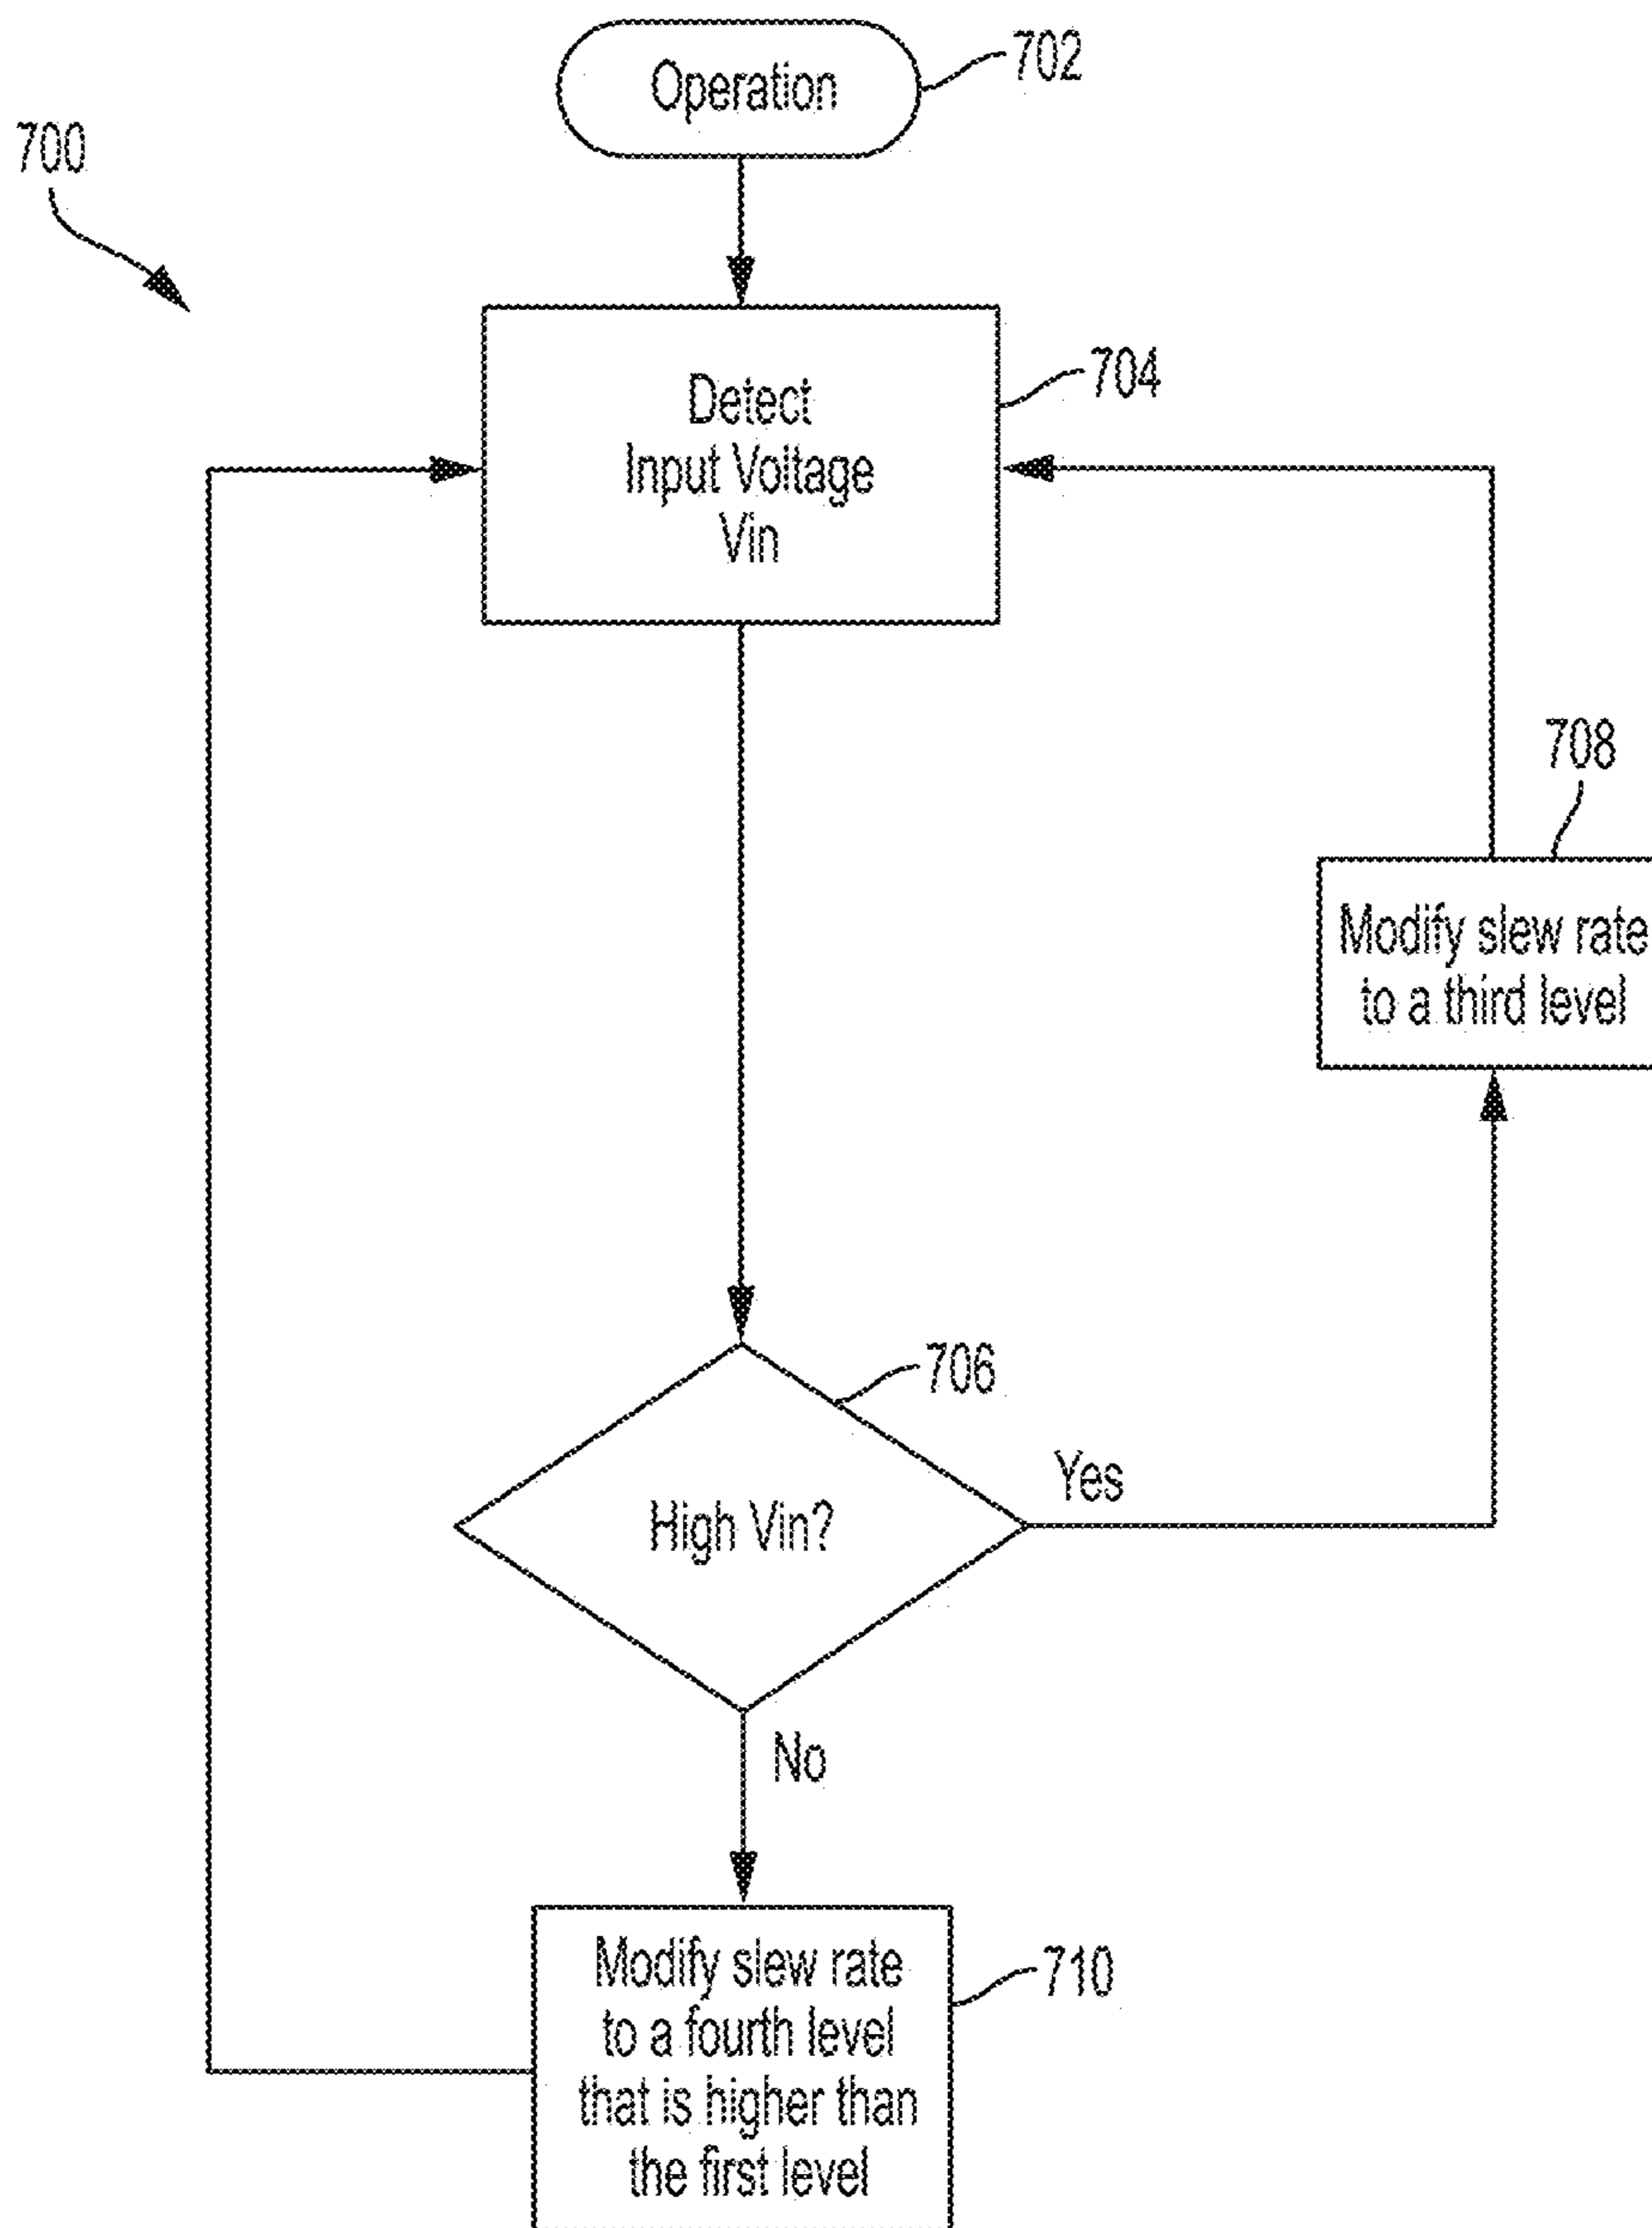 Operation
702
700
Detect
Input Voltage
Vin
704
708
Modify slew rate
to a third level
706
High Vin?
Yes
No
Modify slew rate
to a fourth level
that is higher than
the first level
710